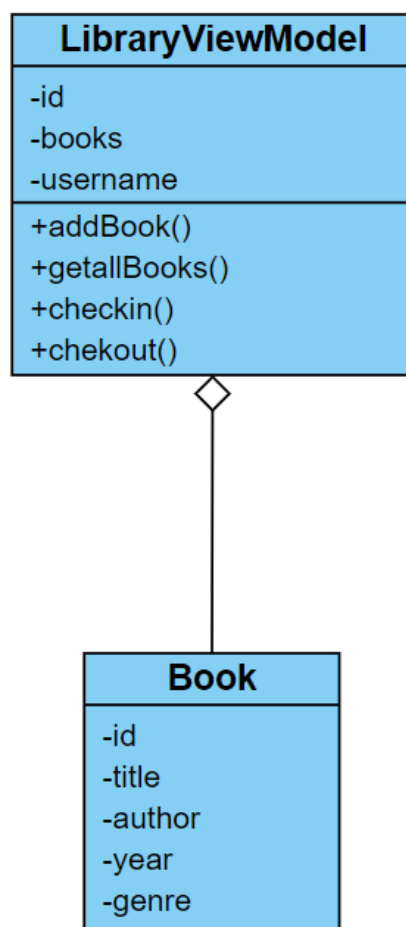 LibraryViewModel
-id
-books
-username
+addBook()
+getallBooks()
+checkin()
+chekout()
Book
-id
-title
-author
-year
-genre